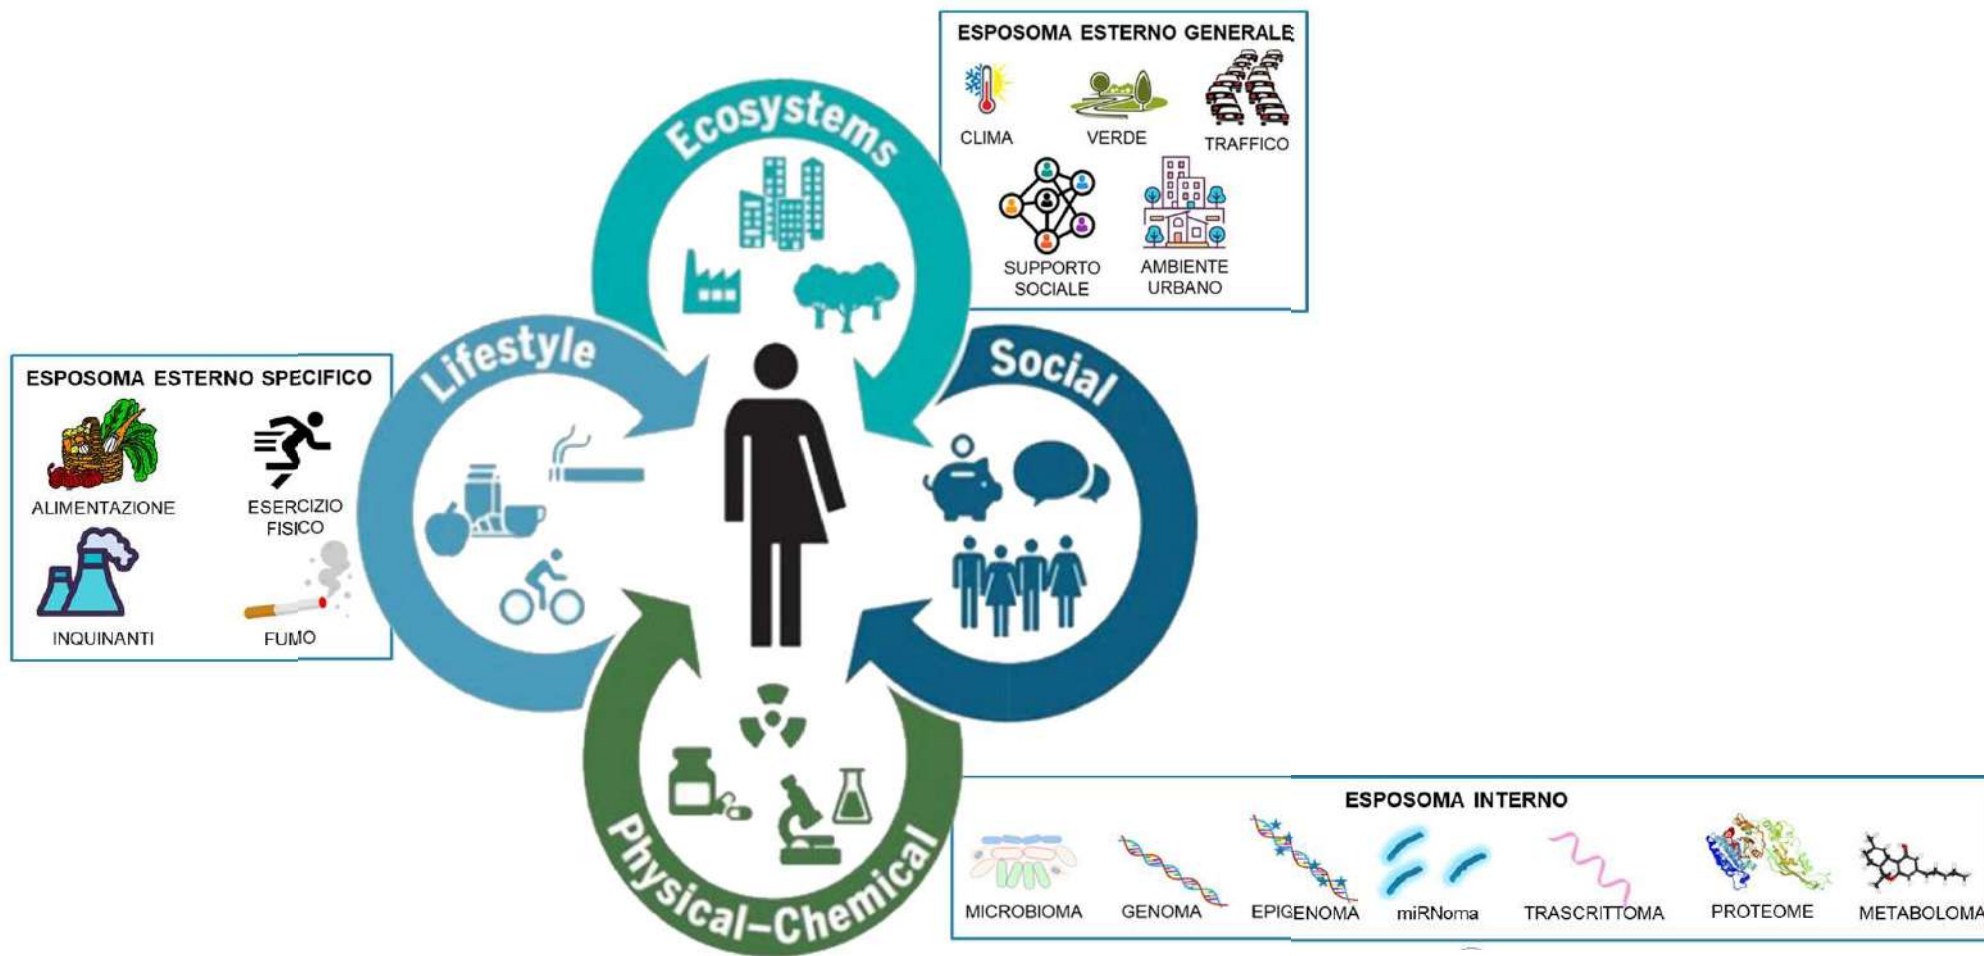 ESPOSOMA ESTERNO GENERALE
CLIMA
VERDE
TRAFFICO
SUPPORTO
SOCIALE
AMBIENTE
URBANO
Ecosystems
Lifestyle
Social
Physical–Chemical
ESPOSOMA ESTERNO SPECIFICO
ALIMENTAZIONE
ESERCIZIO
FISICO
INQUINANTI
FUMO
ESPOSOMA INTERNO
MICROBIOMA
GENOMA
EPIGENOMA
miRNoma
TRASCRITTOMA
PROTEOME
METABOLOMA